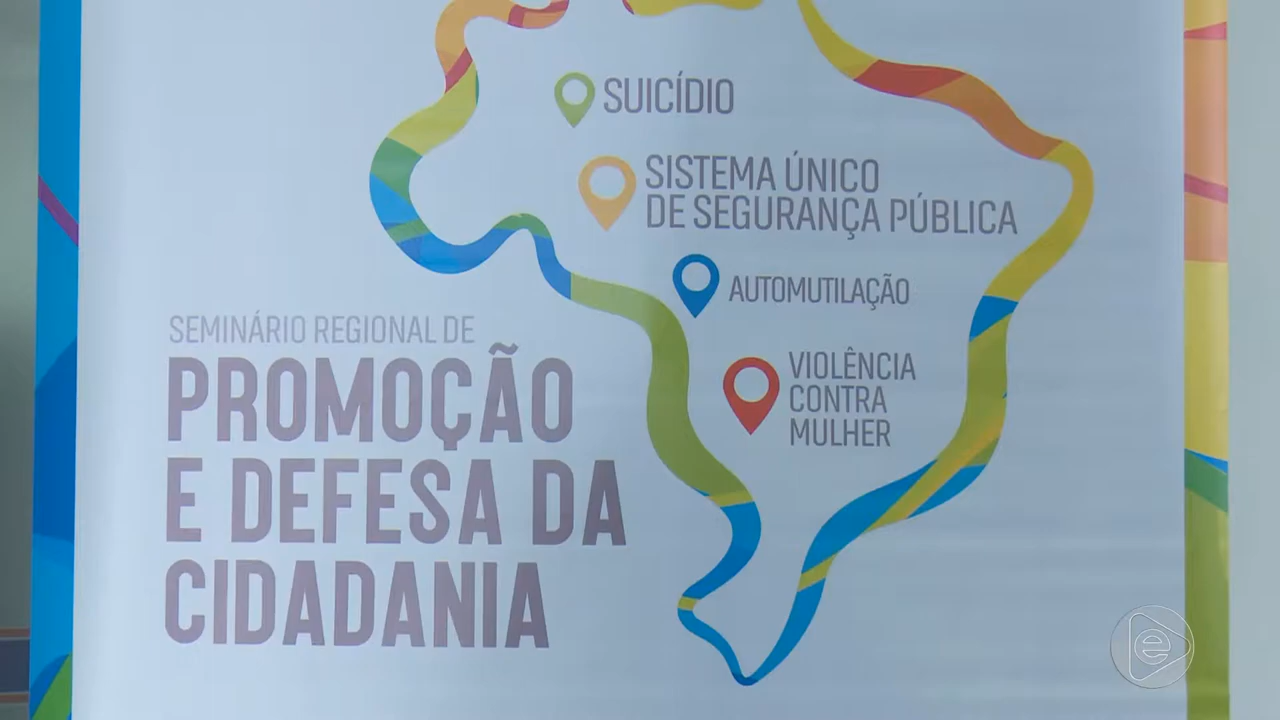 SUICÍDIO
SISTEMA ÚNICO
DE SEGURANÇA PÚBLICA
AUTOMUTILAÇÃO
VIOLÊNCIA
CONTRA
MULHER
SEMINÁRIO REGIONAL DE
PROMOÇÃO
E DEFESA DA
CIDADANIA
e